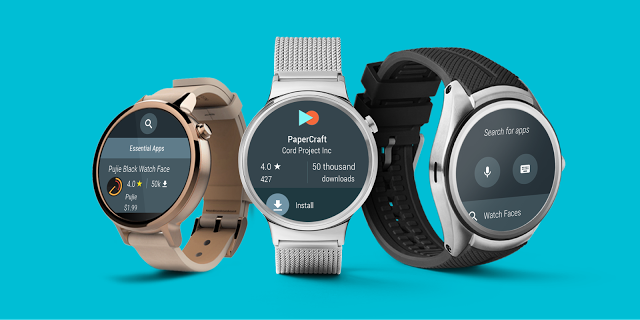 Essential Apps
Pujie Black Watch Face
4.0 ★ 50k
Pujie
$1.99
PaperCraft
Cord Project Inc
4.0 ★ 50 thousand
427 downloads
Install
Search for apps
Watch Faces